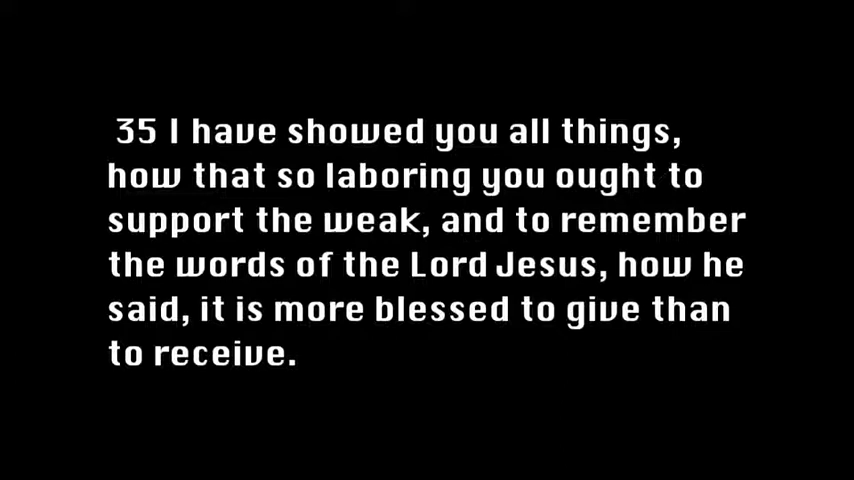 35 I have showed you all things,
how that so laboring you ought to
support the weak, and to remember
the words of the Lord Jesus, how he
said, it is more blessed to give than
to receive.